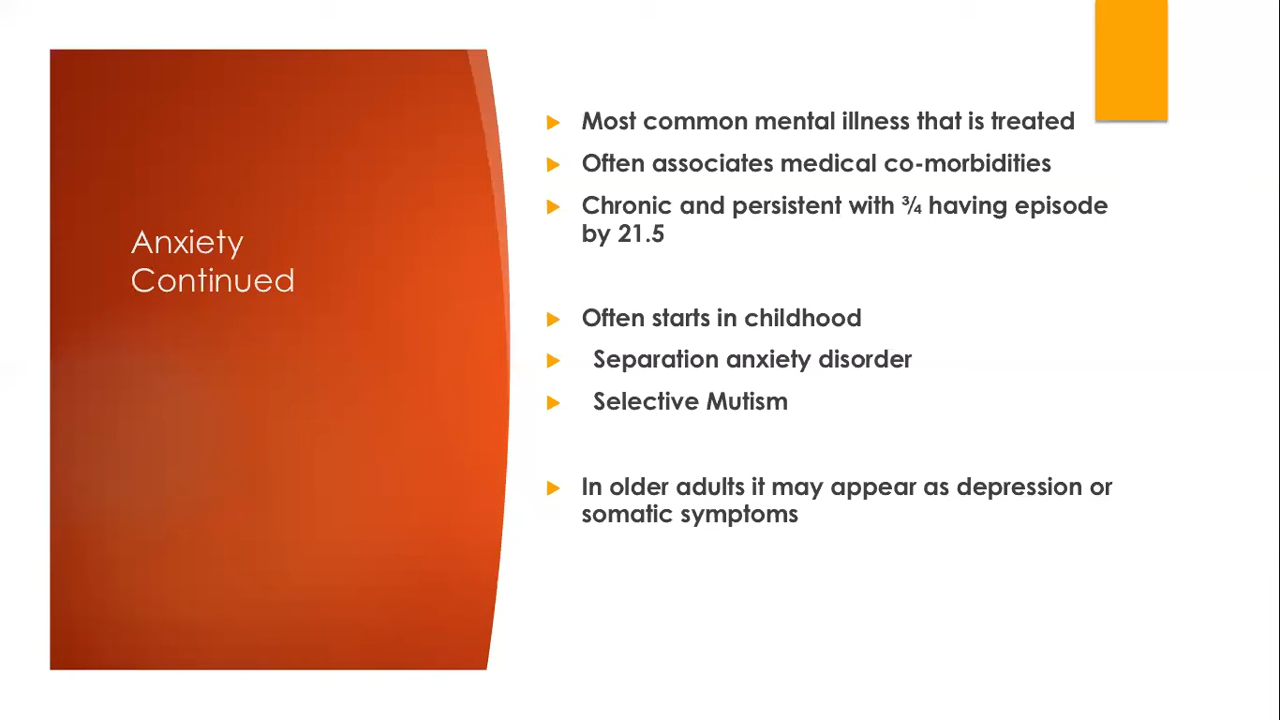 Anxiety
Continued
Most common mental illness that is treated
Often associates medical co-morbidities
Chronic and persistent with ¾ having episode
by 21.5
Often starts in childhood
Separation anxiety disorder
Selective Mutism
In older adults it may appear as depression or
somatic symptoms